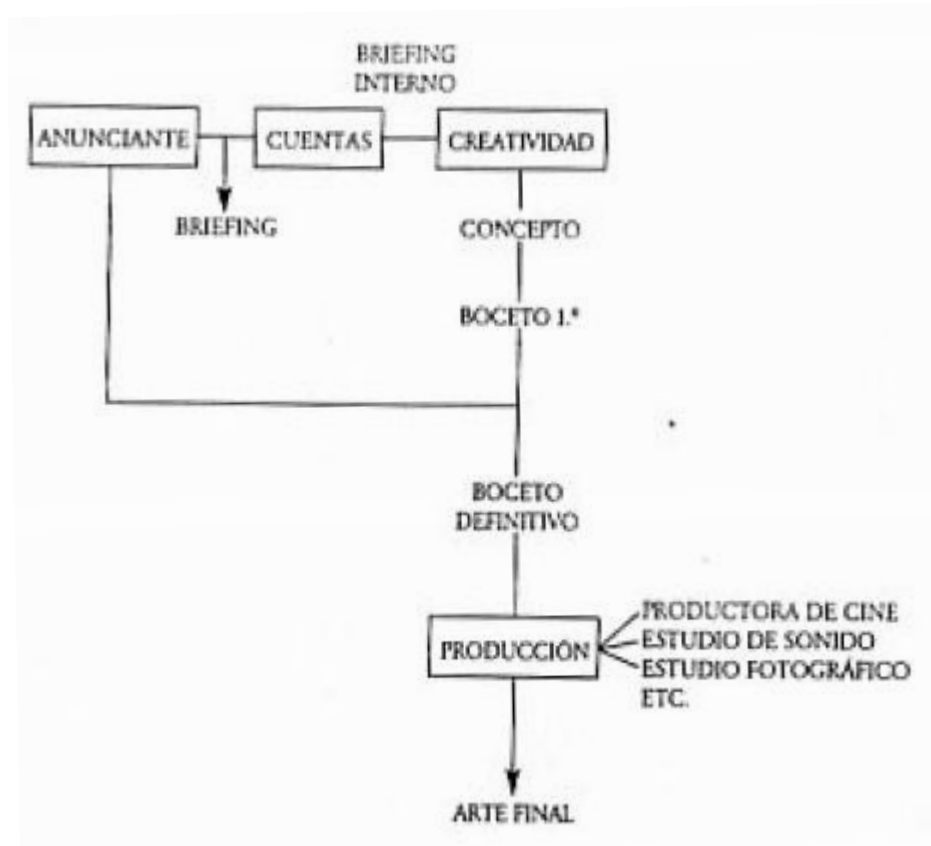 BRIEFING
INTERNO
ANUNCIANTE
CUENTAS
CREATIVIDAD
BRIEFING
CONCEPTO
BOCETO 1.º
BOCETO
DEFINITIVO
PRODUCCIÓN
PRODUCTORA DE CINE
ESTUDIO DE SONIDO
ESTUDIO FOTOGRÁFICO
ETC.
ARTE FINAL